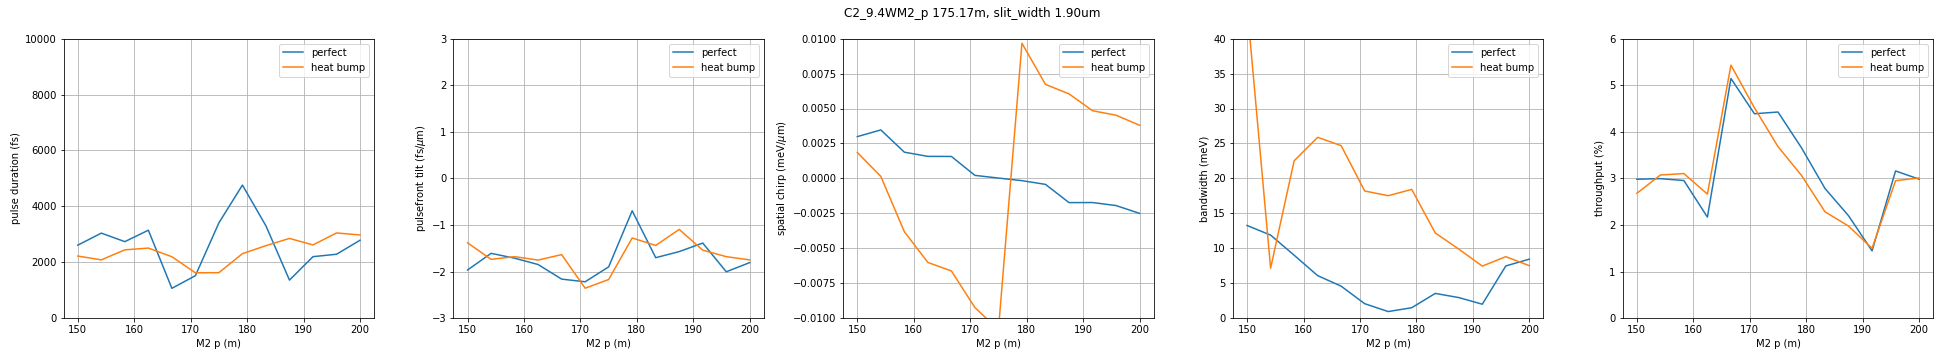 C2_9.4WM2_p 175.17m, slit_width 1.90um
10000
8000
6000
4000
2000
0
pulse duration (fs)
150 160 170 180 190 200
M2 p (m)
perfect
heat bump
3
2
1
0
−1
−2
−3
pulsefront tilt (fs/μm)
150 160 170 180 190 200
M2 p (m)
perfect
heat bump
0.0100
0.0075
0.0050
0.0025
0.0000
−0.0025
−0.0050
−0.0075
−0.0100
spatial chirp (meV/μm)
150 160 170 180 190 200
M2 p (m)
perfect
heat bump
40
35
30
25
20
15
10
5
0
bandwidth (meV)
150 160 170 180 190 200
M2 p (m)
perfect
heat bump
6
5
4
3
2
1
0
throughput (%)
150 160 170 180 190 200
M2 p (m)
perfect
heat bump